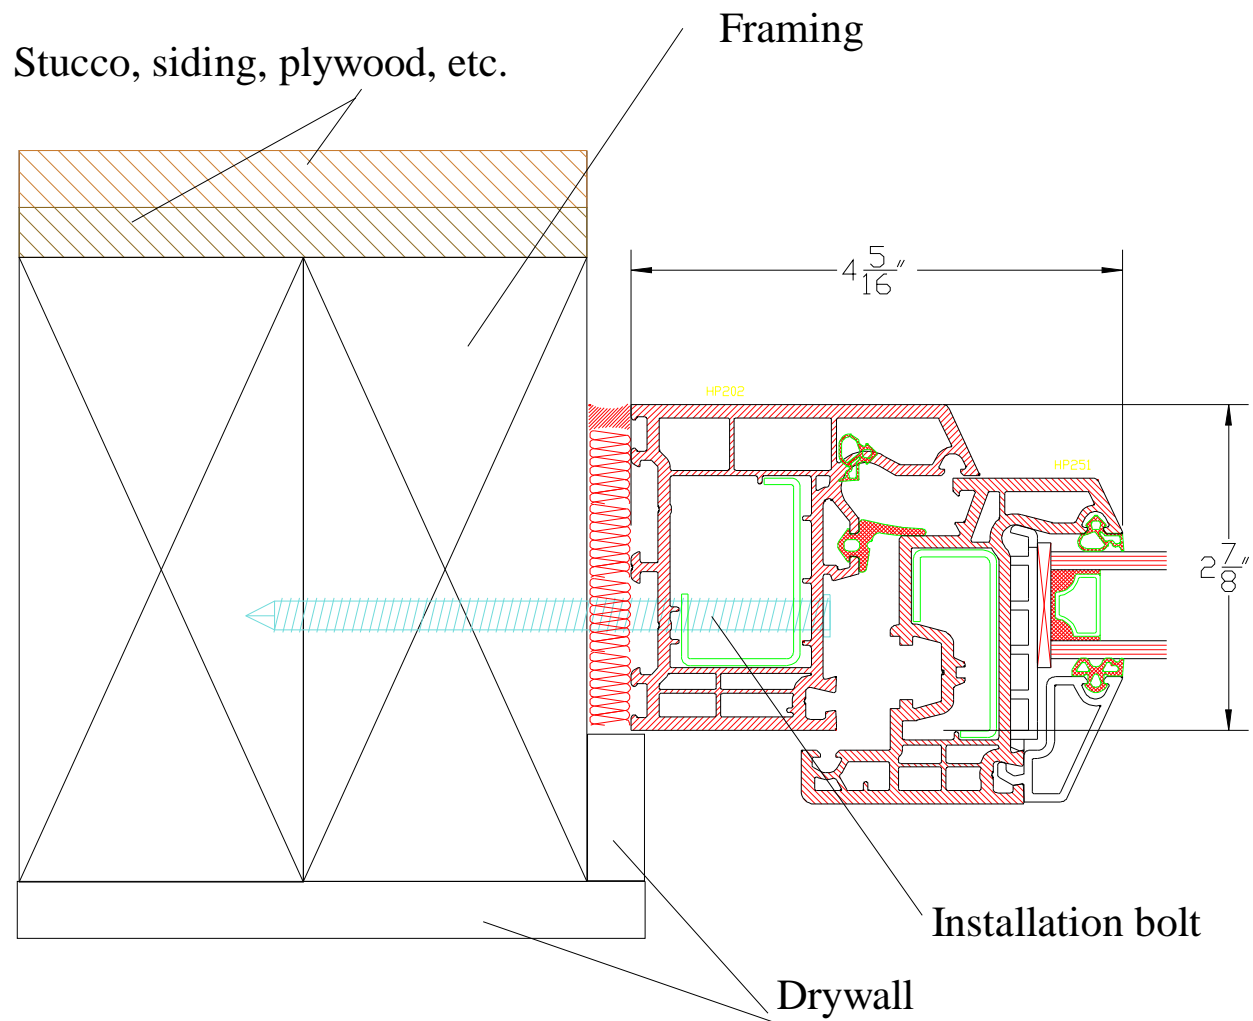 Framing
Stucco, siding, plywood, etc.
4 5/16"
HP202
HP251
2 7/8"
Installation bolt
Drywall